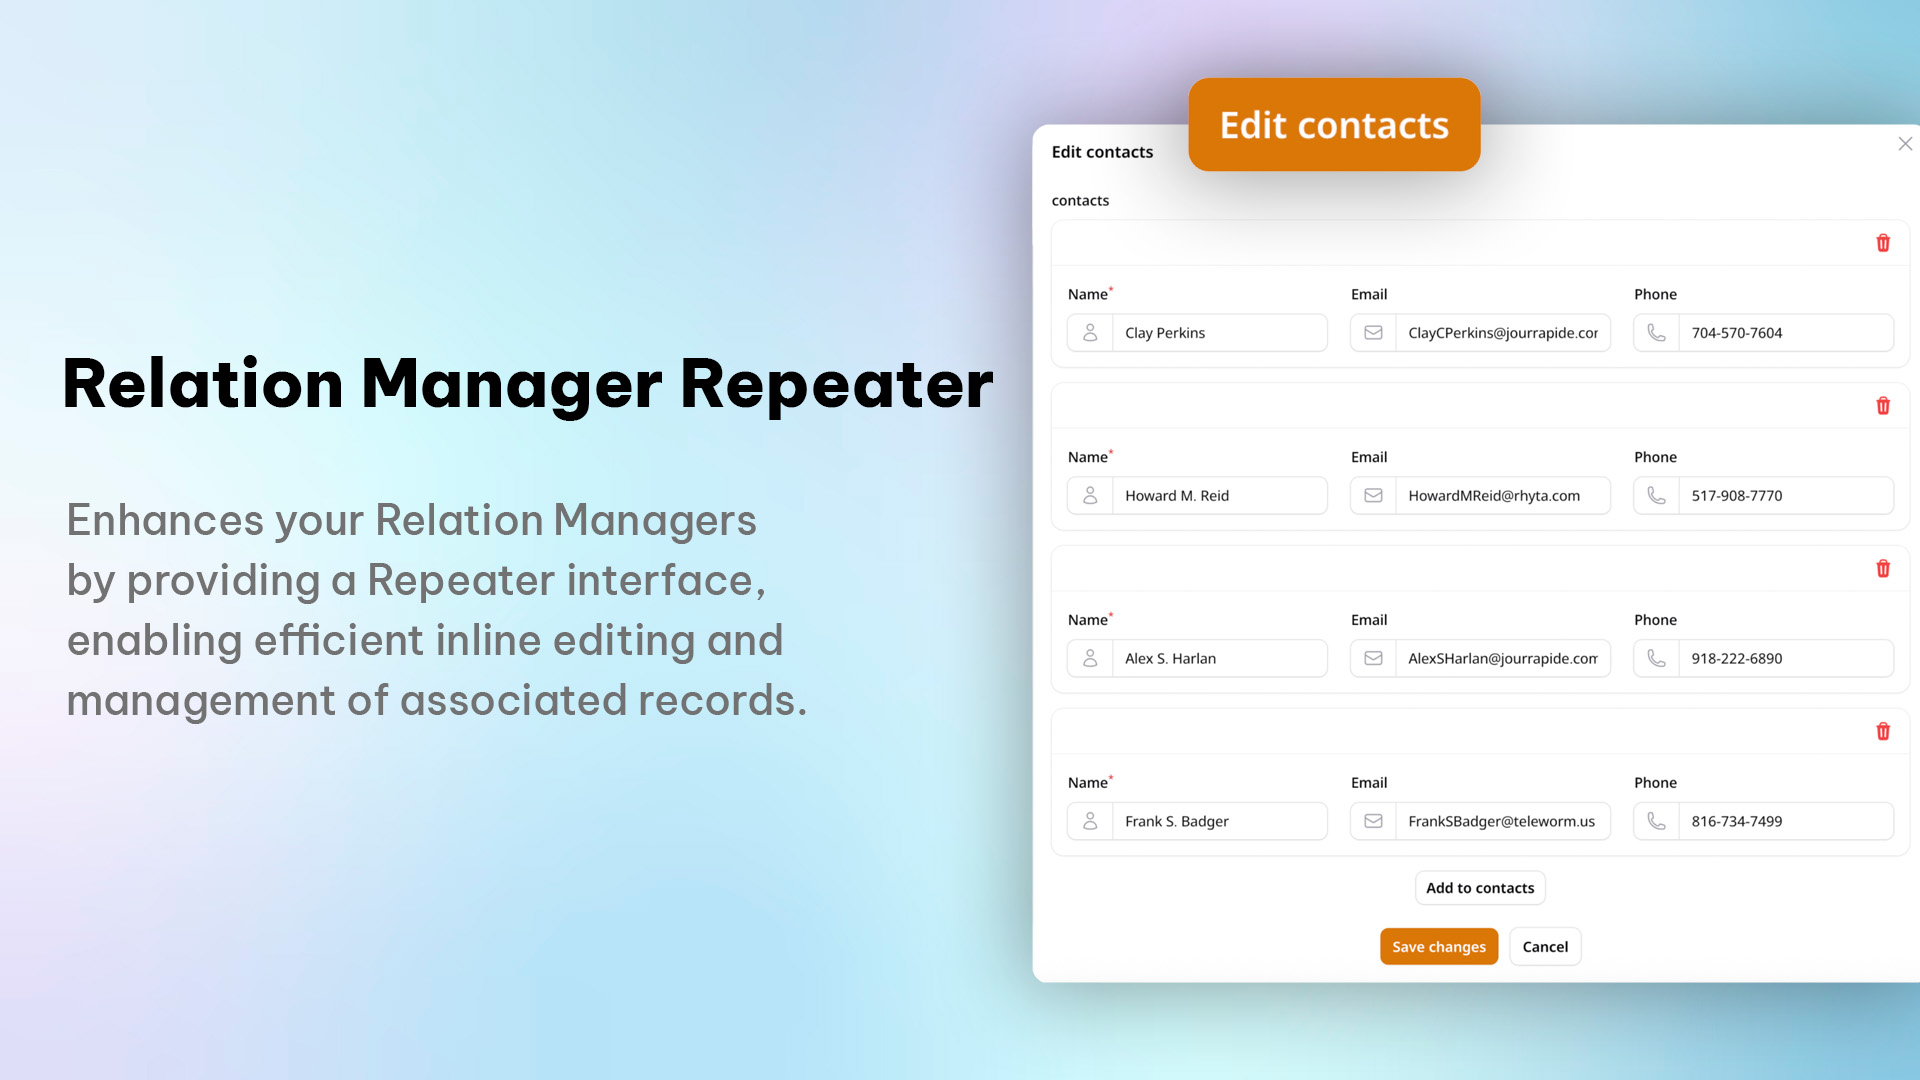 Relation Manager Repeater
Enhances your Relation Managers
by providing a Repeater interface,
enabling efficient inline editing and
management of associated records.
Edit contacts
Edit contacts
contacts
Name* Email Phone
Clay Perkins ClayCPerkins@jourrapide.co
704-570-7604
Name* Email Phone
Howard M. Reid HowardMReid@rhyta.com 517-908-7770
Name* Email Phone
Alex S. Harlan AlexSHarlan@jourrapide.com 918-222-6890
Name* Email Phone
Frank S. Badger FrankSBadger@teleworm.us 816-734-7499
Add to contacts
Save changes Cancel